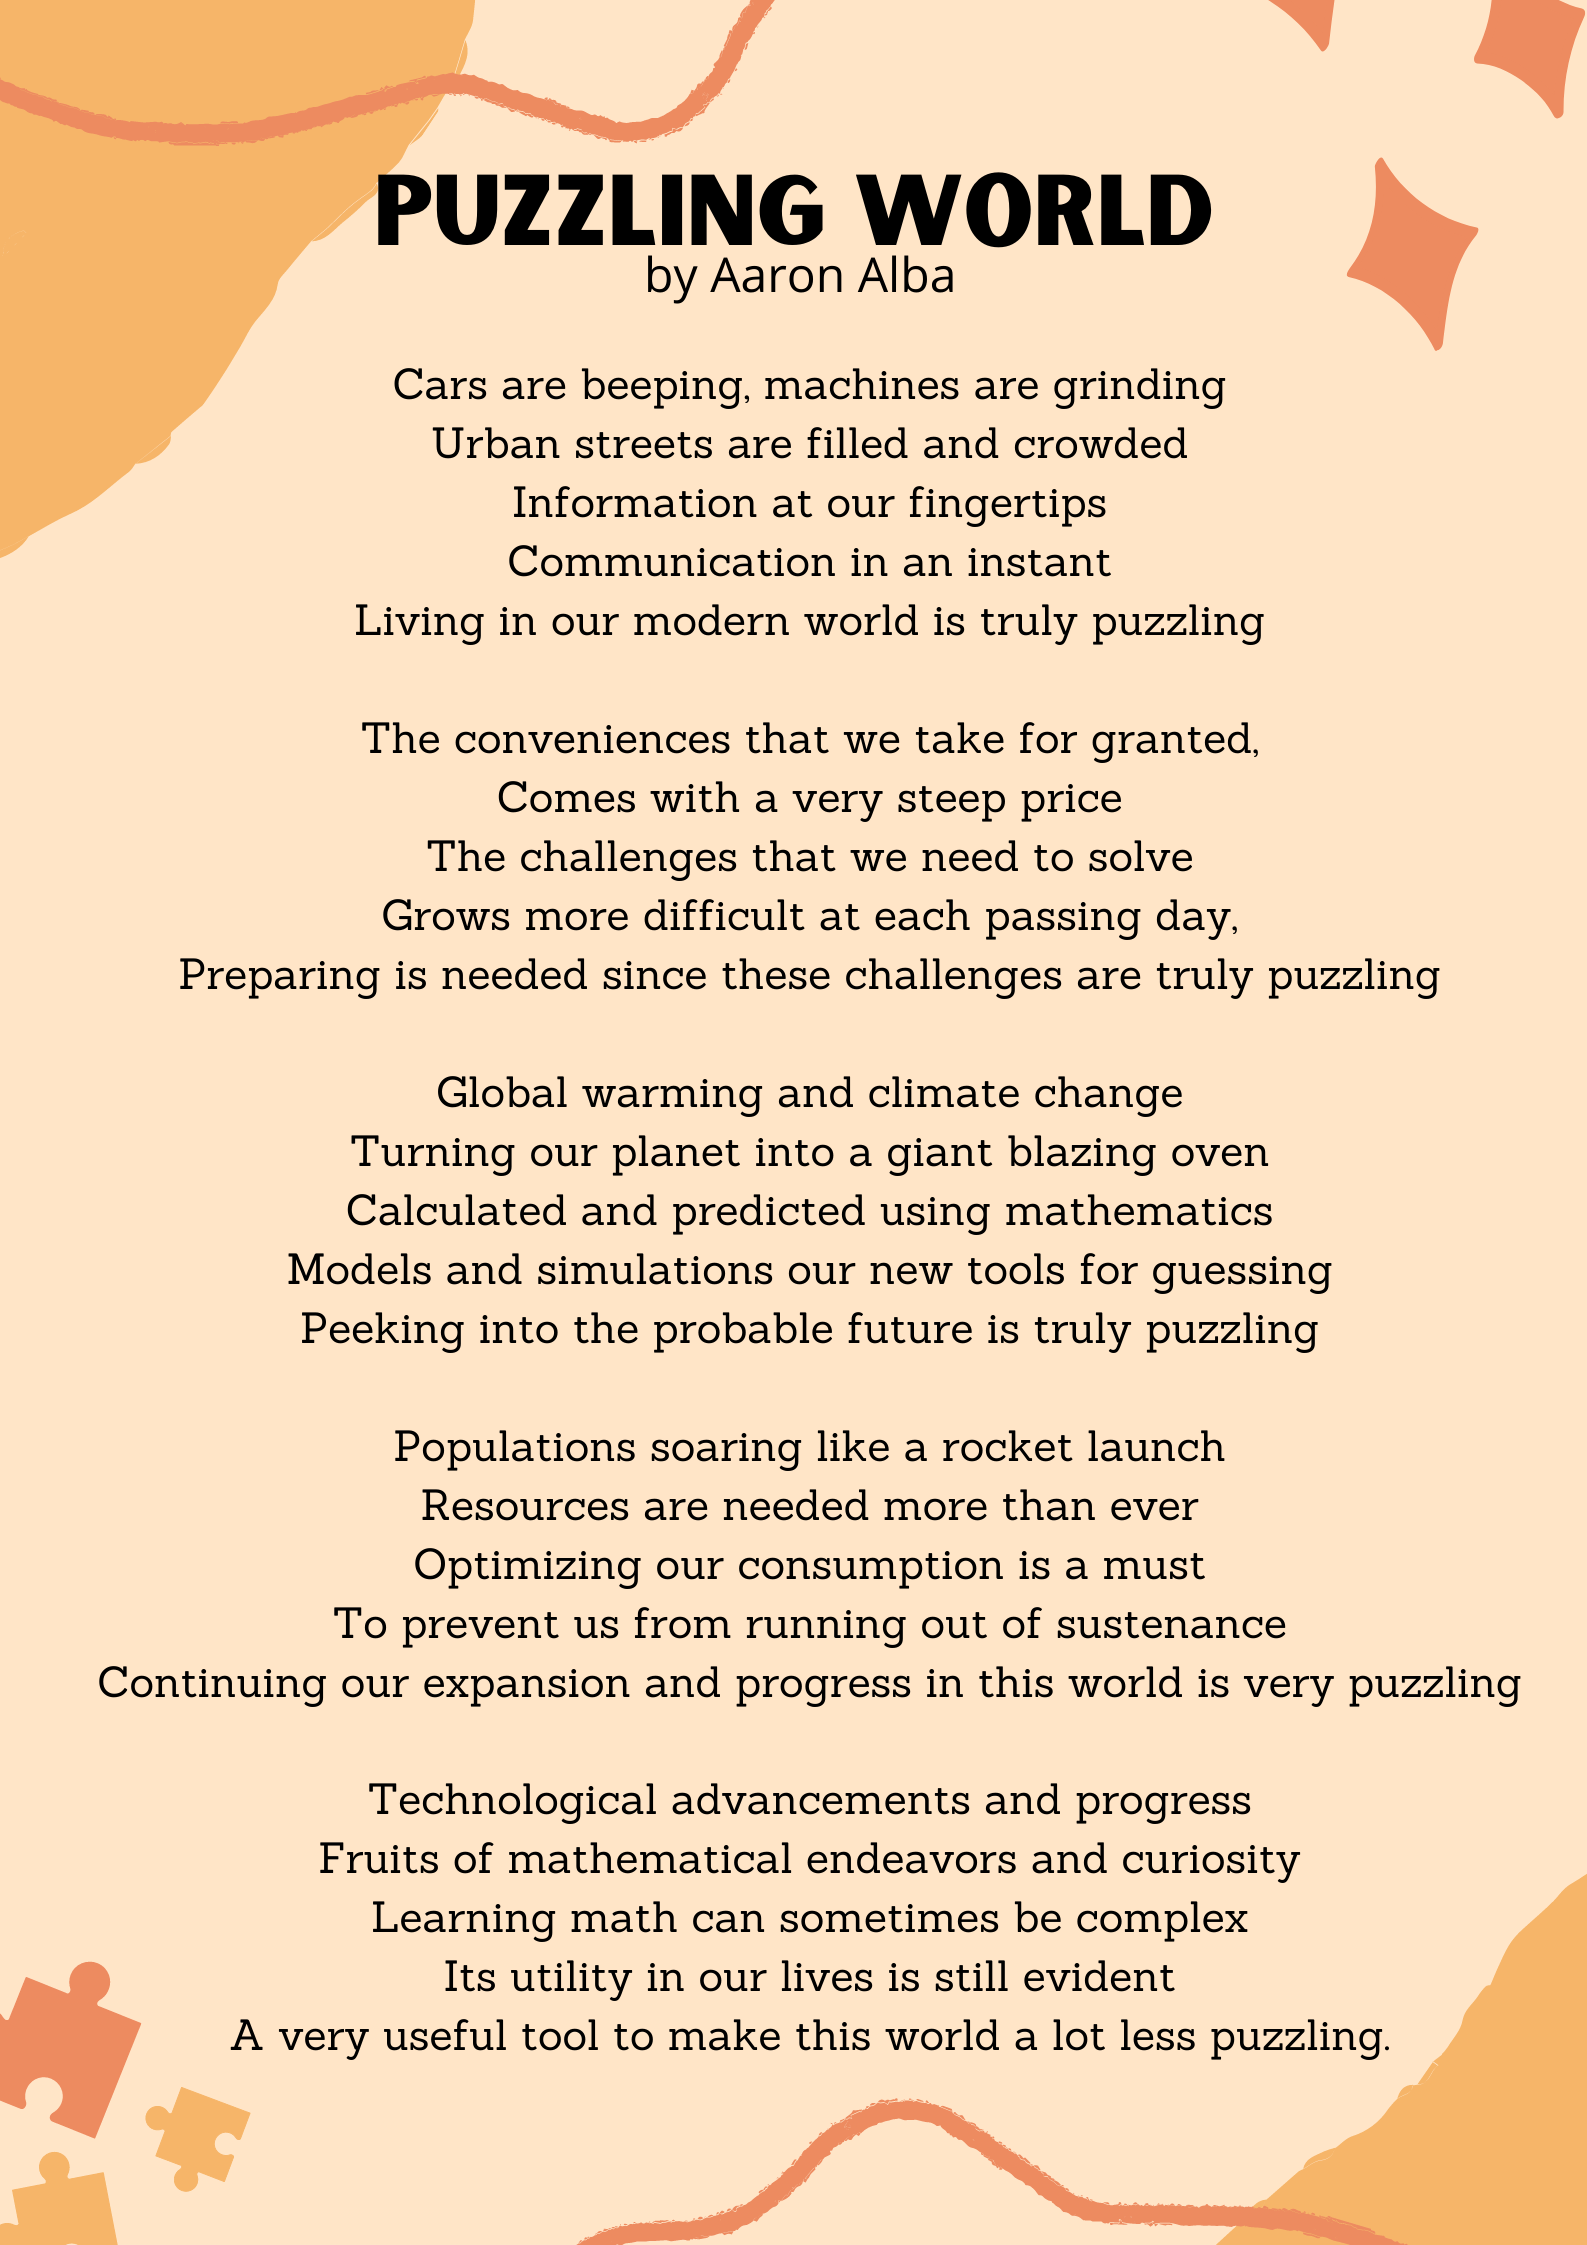 PUZZLING WORLD
by Aaron Alba
Cars are beeping, machines are grinding
Urban streets are filled and crowded
Information at our fingertips
Communication in an instant
Living in our modern world is truly puzzling
The conveniences that we take for granted,
Comes with a very steep price
The challenges that we need to solve
Grows more difficult at each passing day,
Preparing is needed since these challenges are truly puzzling
Global warming and climate change
Turning our planet into a giant blazing oven
Calculated and predicted using mathematics
Models and simulations our new tools for guessing
Peeking into the probable future is truly puzzling
Populations soaring like a rocket launch
Resources are needed more than ever
Optimizing our consumption is a must
To prevent us from running out of sustenance
Continuing our expansion and progress in this world is very puzzling
Technological advancements and progress
Fruits of mathematical endeavors and curiosity
Learning math can sometimes be complex
Its utility in our lives is still evident
A very useful tool to make this world a lot less puzzling.